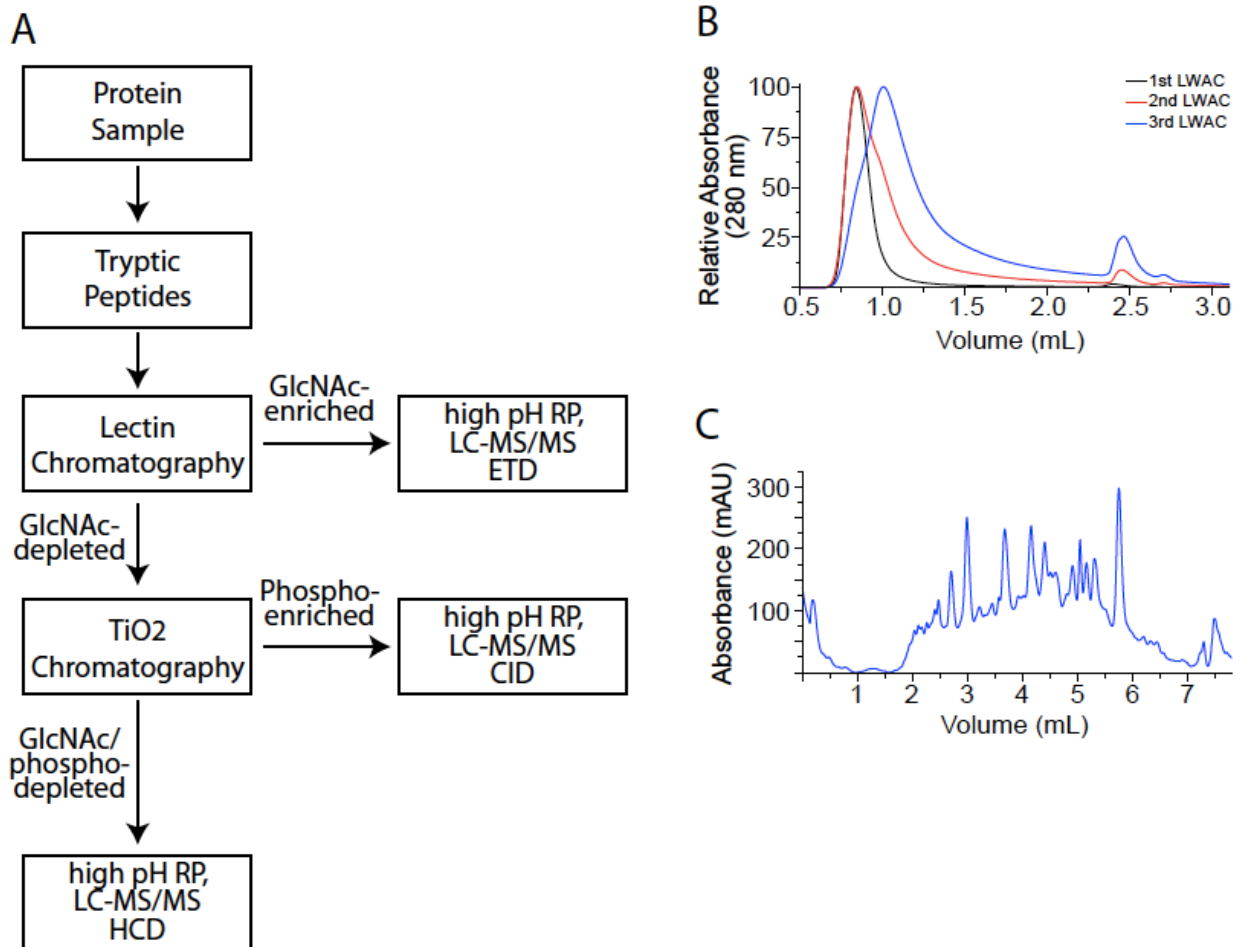 A
Protein
Sample
Tryptic
Peptides
Lectin
Chromatography
GlcNAc-
enriched
high pH RP,
LC-MS/MS
ETD
GlcNAc-
depleted
TiO2
Chromatography
Phospho-
enriched
high pH RP,
LC-MS/MS
CID
GlcNAc/
phospho-
depleted
high pH RP,
LC-MS/MS
HCD
B
Relative Absorbance
(280 nm)
100
75
50
25
1st LWAC
2nd LWAC
3rd LWAC
0.5 1.0 1.5 2.0 2.5 3.0
Volume (mL)
C
Absorbance (mAU)
300
200
100
1 2 3 4 5 6 7
Volume (mL)